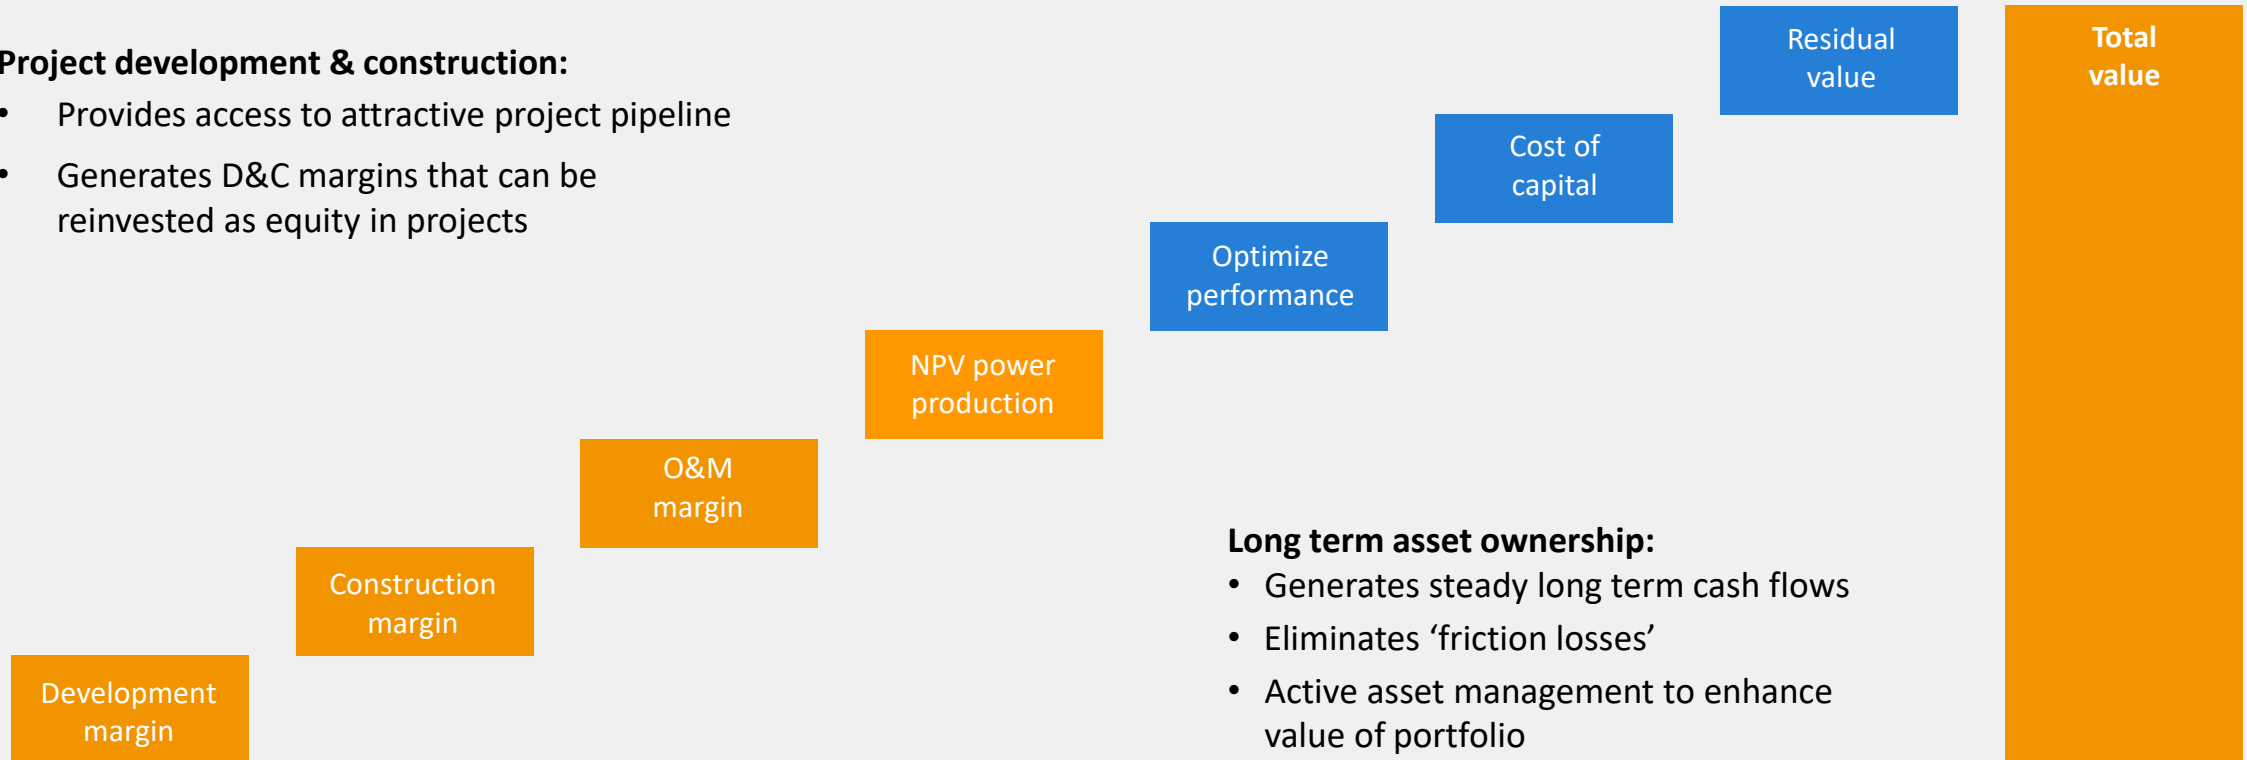 Project development & construction:
• Provides access to attractive project pipeline
• Generates D&C margins that can be
reinvested as equity in projects
Residual
value
Total
value
Cost of
capital
Optimize
performance
NPV power
production
O&M
margin
Construction
margin
Development
margin
Long term asset ownership:
• Generates steady long term cash flows
• Eliminates ‘friction losses’
• Active asset management to enhance
value of portfolio